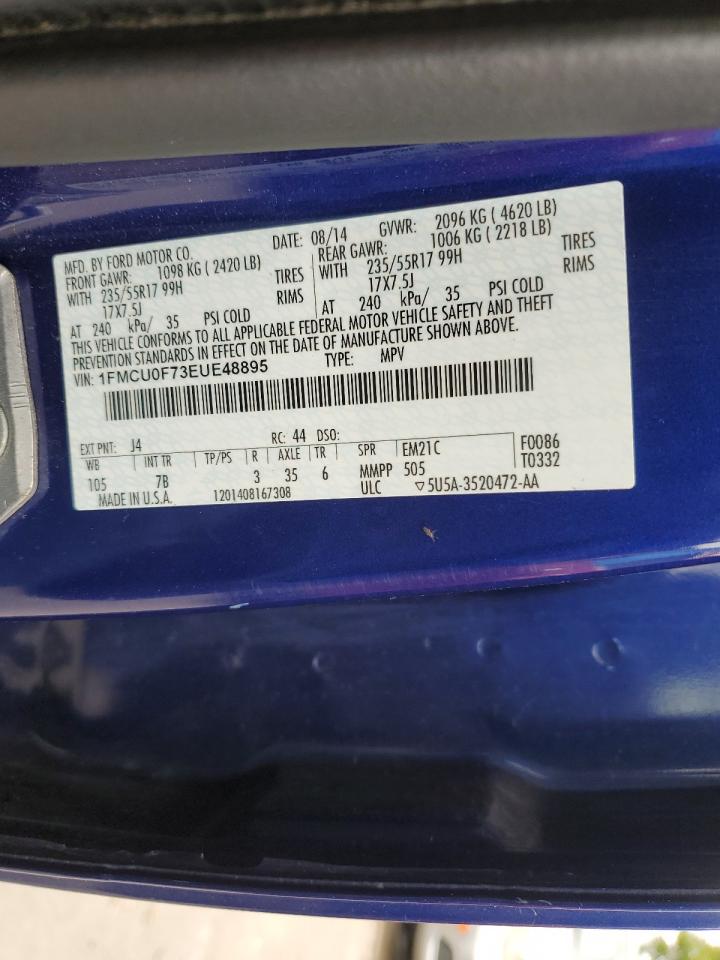 MFD. BY FORD MOTOR CO. DATE: 08/14 GVWR: 2096 KG ( 4620 LB)
FRONT GAWR: 1098 KG ( 2420 LB) REAR GAWR: 1006 KG ( 2218 LB)
WITH 235/55R17 99H TIRES WITH 235/55R17 99H TIRES
17X7.5J RIMS 17X7.5J RIMS
AT 240 kPa/ 35 PSI COLD AT 240 kPa/ 35 PSI COLD
THIS VEHICLE CONFORMS TO ALL APPLICABLE FEDERAL MOTOR VEHICLE SAFETY AND THEFT
PREVENTION STANDARDS IN EFFECT ON THE DATE OF MANUFACTURE SHOWN ABOVE.
VIN: 1FMCU0F73EUE48895 TYPE: MPV
EXT PNT: J4 RC: 44 DSO:
WB INT TR TP/PS R AXLE TR SPR EM21C F0086
105 7B 3 35 6 MMPP 505 T0332
MADE IN U.S.A. 1201408167308 ULC ▽5U5A-3520472-AA